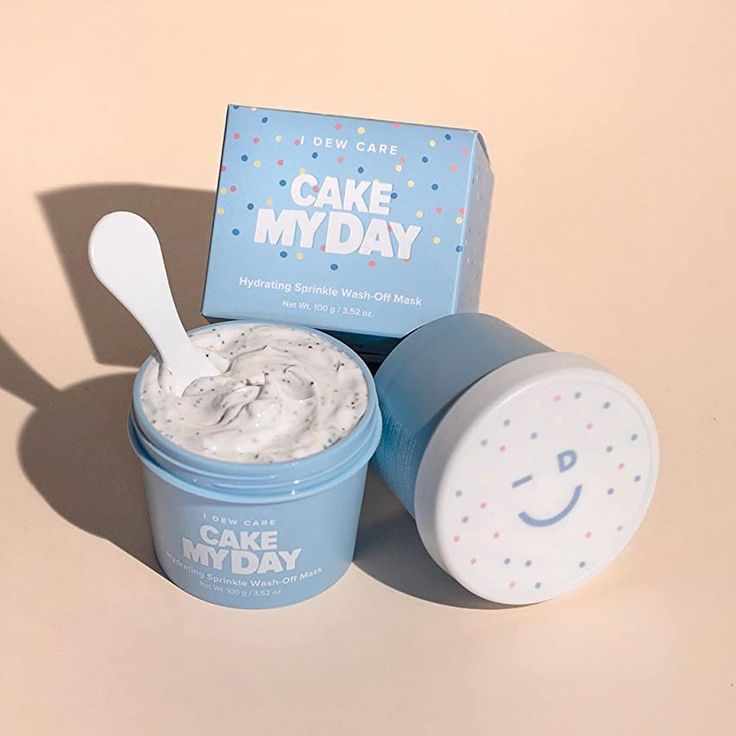 I DEW CARE
CAKE
MY DAY
Hydrating Sprinkle Wash-Off Mask
Net Wt. 100 g / 3.52 oz.
I DEW CARE
CAKE
MY DAY
Hydrating Sprinkle Wash-Off Mask
Net Wt. 100 g / 3.52 oz.
I D